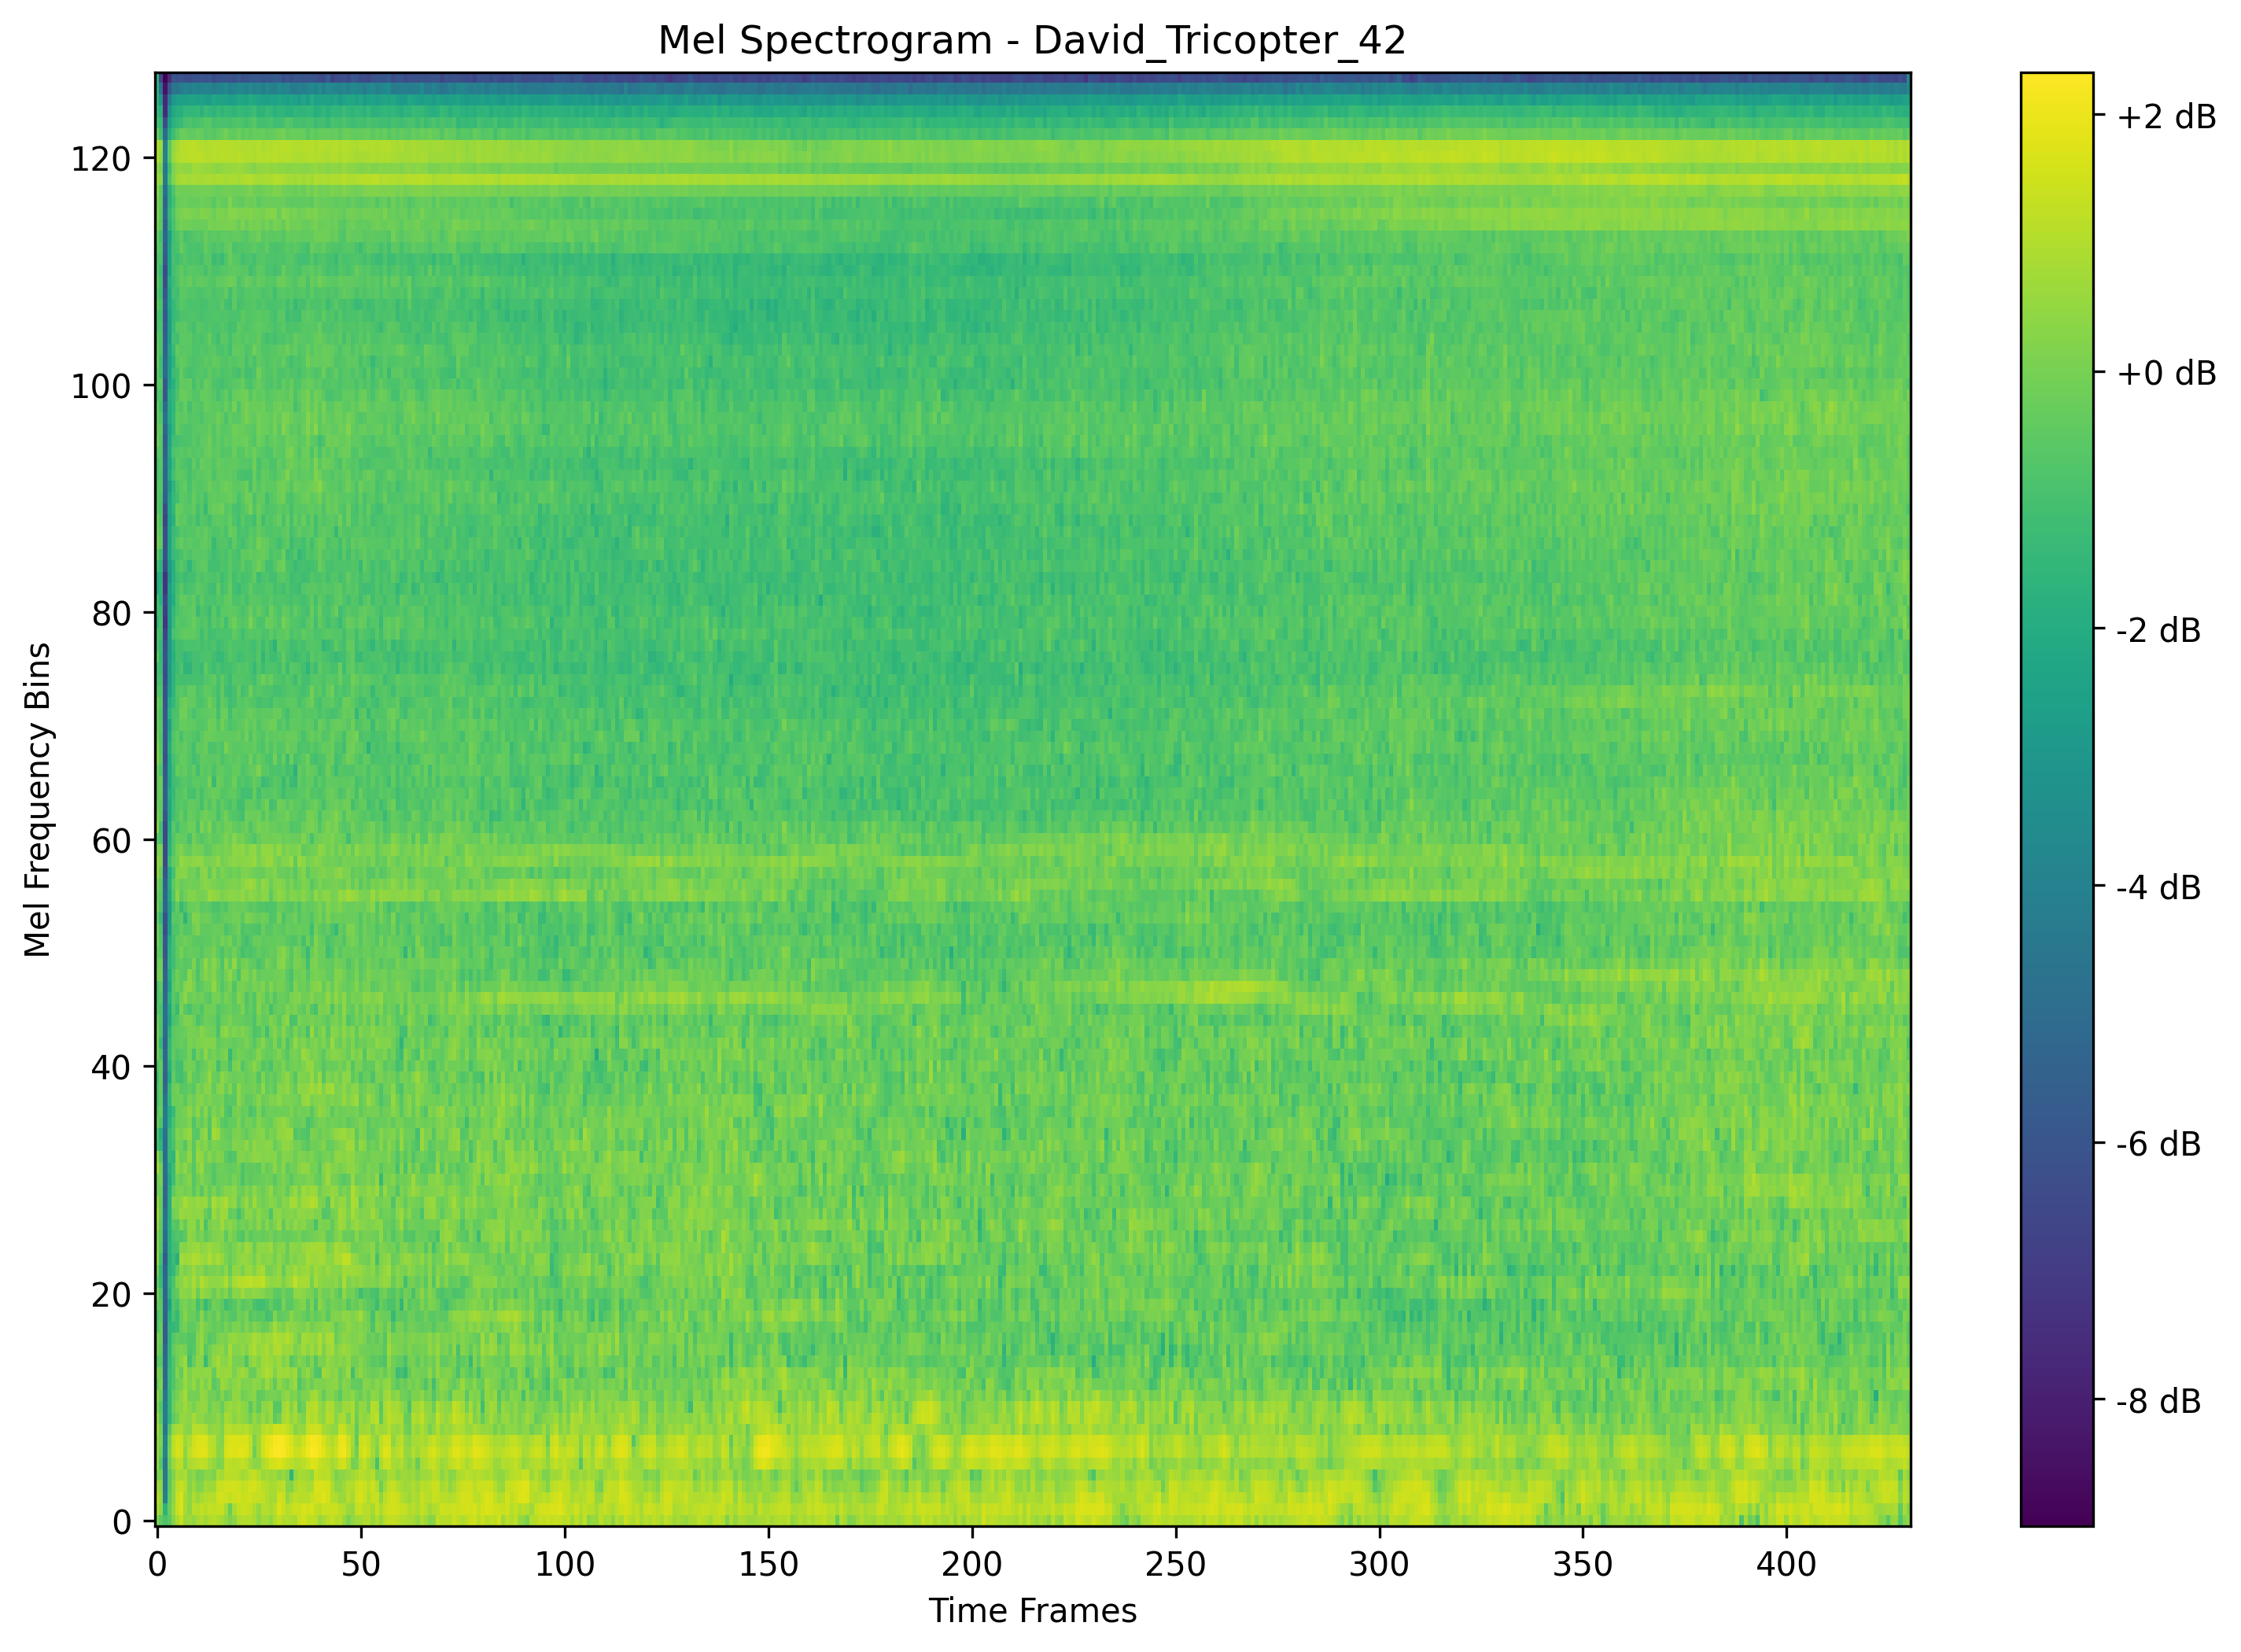 Mel Spectrogram - David_Tricopter_42
Mel Frequency Bins
120
100
80
60
40
20
0
0 50 100 150 200 250 300 350 400
Time Frames
+2 dB
+0 dB
-2 dB
-4 dB
-6 dB
-8 dB